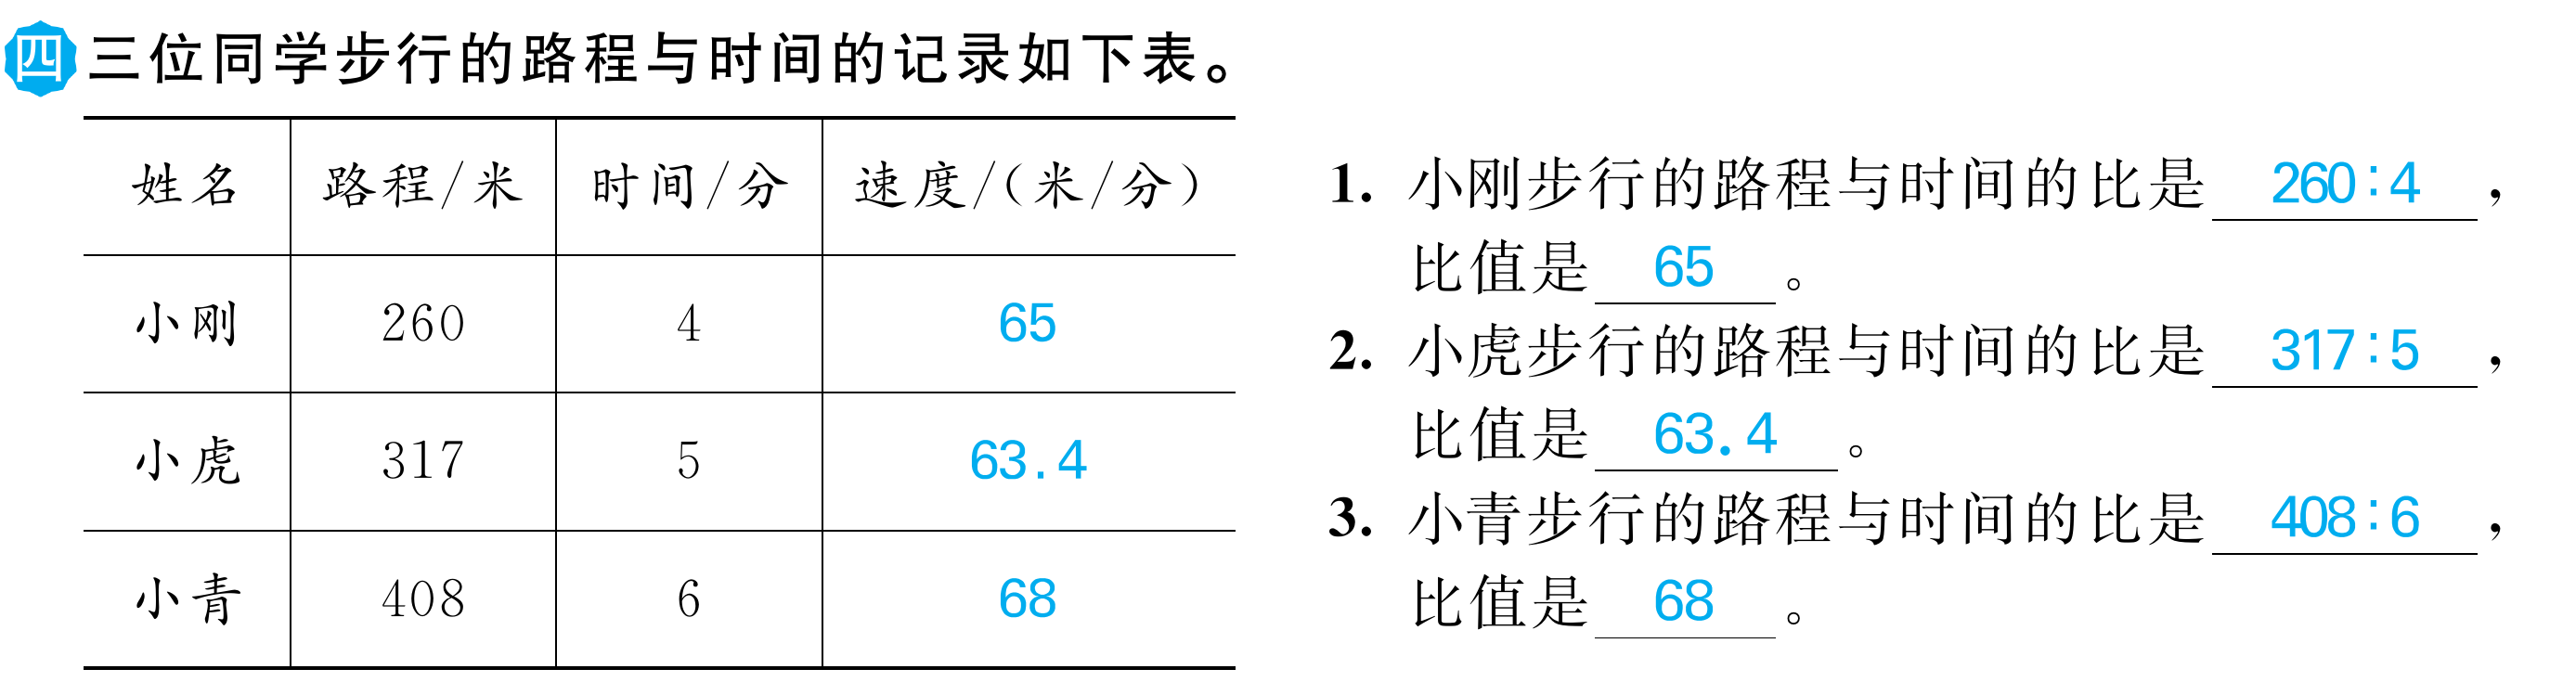 四 三位同学步行的路程与时间的记录如下表。
姓名 路程/米 时间/分 速度/(米/分)
小刚 260 4 65
小虎 317 5 63.4
小青 408 6 68
1. 小刚步行的路程与时间的比是 260∶4 ,
比值是 65 。
2. 小虎步行的路程与时间的比是 317∶5 ,
比值是 63.4 。
3. 小青步行的路程与时间的比是 408∶6 ,
比值是 68 。